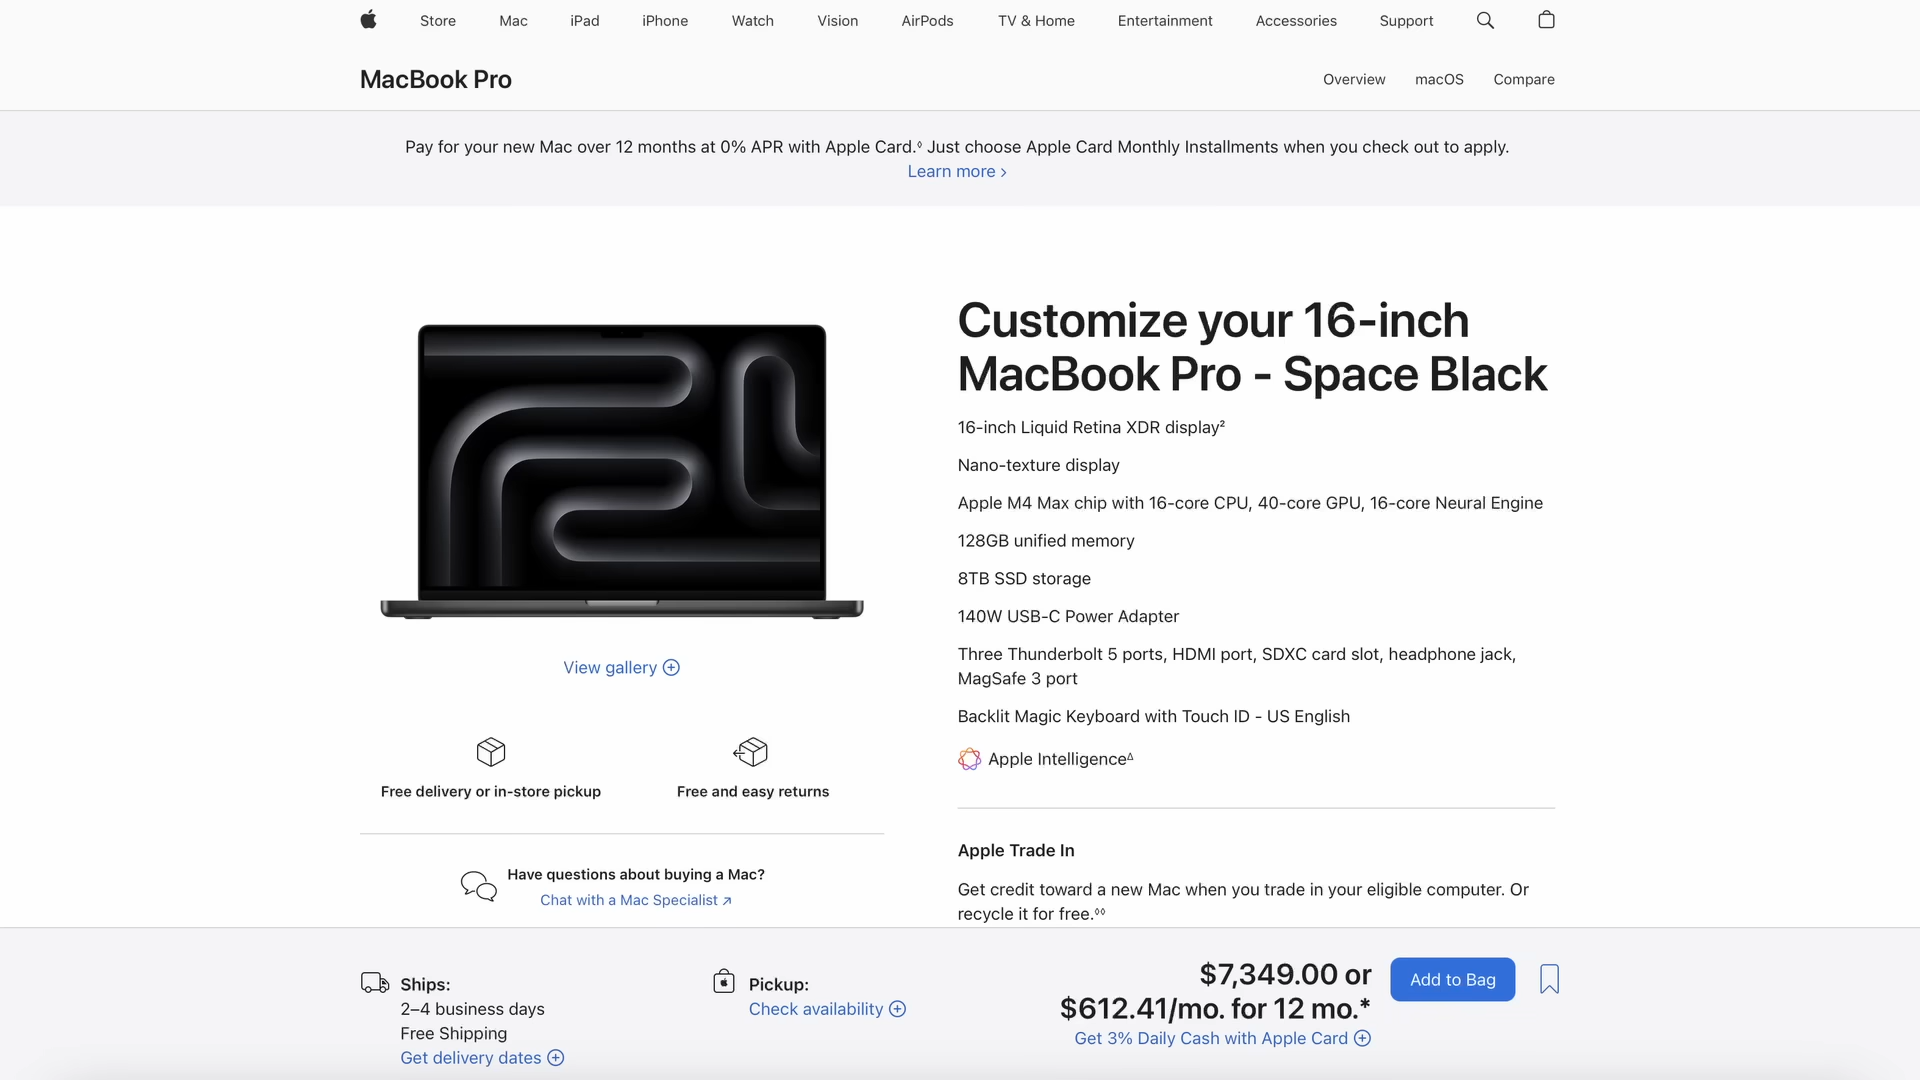 Store
Mac
iPad
iPhone
Watch
Vision
AirPods
TV & Home
Entertainment
Accessories
Support
MacBook Pro
Overview
macOS
Compare
Pay for your new Mac over 12 months at 0% APR with Apple Card.◊ Just choose Apple Card Monthly Installments when you check out to apply.
Learn more >
Customize your 16-inch
MacBook Pro - Space Black
16-inch Liquid Retina XDR display²
Nano-texture display
Apple M4 Max chip with 16-core CPU, 40-core GPU, 16-core Neural Engine
128GB unified memory
8TB SSD storage
140W USB-C Power Adapter
Three Thunderbolt 5 ports, HDMI port, SDXC card slot, headphone jack,
MagSafe 3 port
Backlit Magic Keyboard with Touch ID - US English
Apple IntelligenceΔ
View gallery
Free delivery or in-store pickup
Free and easy returns
Have questions about buying a Mac?
Chat with a Mac Specialist ↗
Apple Trade In
Get credit toward a new Mac when you trade in your eligible computer. Or
recycle it for free.◊◊
Ships:
2–4 business days
Free Shipping
Get delivery dates
Pickup:
Check availability
$7,349.00 or
$612.41/mo. for 12 mo.*
Get 3% Daily Cash with Apple Card
Add to Bag